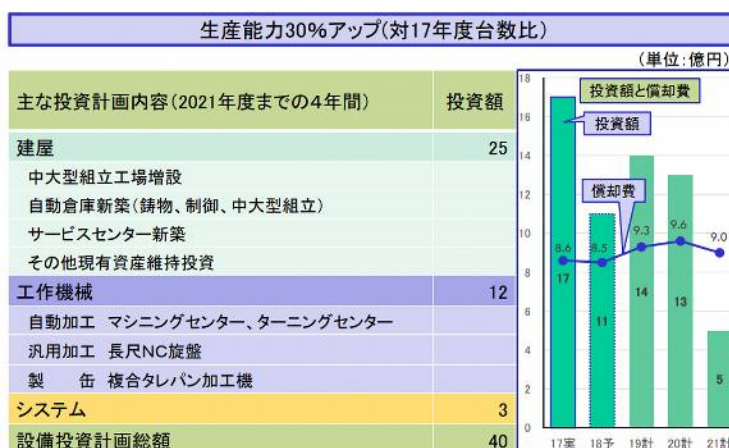 生産能力30%アップ(対17年度台数比)
(単位:億円)
主な投資計画内容(2021年度までの4年間) 投資額
建屋 25
中大型組立工場増設
自動倉庫新築(鋳物、制御、中大型組立)
サービスセンター新築
その他現有資産維持投資
工作機械 12
自動加工 マシニングセンター、ターニングセンター
汎用加工 長尺NC旋盤
製 缶 複合タレパン加工機
システム 3
設備投資計画総額 40
投資額と償却費
投資額
償却費
18
16
14
12
10
8
6
4
2
0
8.6
8.5
9.3
9.6
9.0
17
11
14
13
5
17実 18予 19計 20計 21計